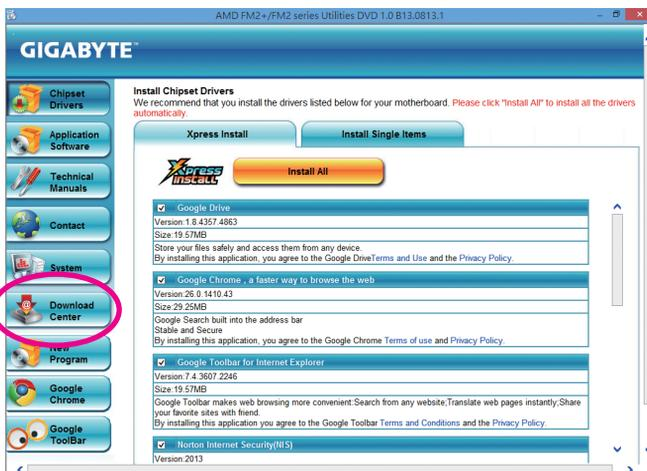 AMD FM2+/FM2 series Utilities DVD 1.0 B13.0813.1
GIGABYTE™
Chipset
Drivers
Application
Software
Technical
Manuals
Contact
System
Download
Center
New
Program
Google
Chrome
Google
ToolBar
Install Chipset Drivers
We recommend that you install the drivers listed below for your motherboard. Please click "Install All" to install all the drivers
automatically.
Xpress Install
Install Single Items
Xpress
Install
Install All
Google Drive
Version:1.8.4357.4863
Size:19.57MB
Store your files safely and access them from any device.
By installing this application, you agree to the Google DriveTerms and Use and the Privacy Policy.
Google Chrome , a faster way to browse the web
Version:26.0.1410.43
Size:29.25MB
Google Search built into the address bar
Stable and Secure
By installing this application, you agree to the Google Chrome Terms of use and Privacy Policy.
Google Toolbar for Internet Explorer
Version:7.4.3607.2246
Size:19.57MB
Google Toolbar makes web browsing more convenient:Search from any website;Translate web pages instantly;Share
your favorite sites with friend.
By installing this application you agree to the Google Toolbar Terms and Conditions and the Privacy Policy.
Norton Internet Security(NIS)
Version:2013